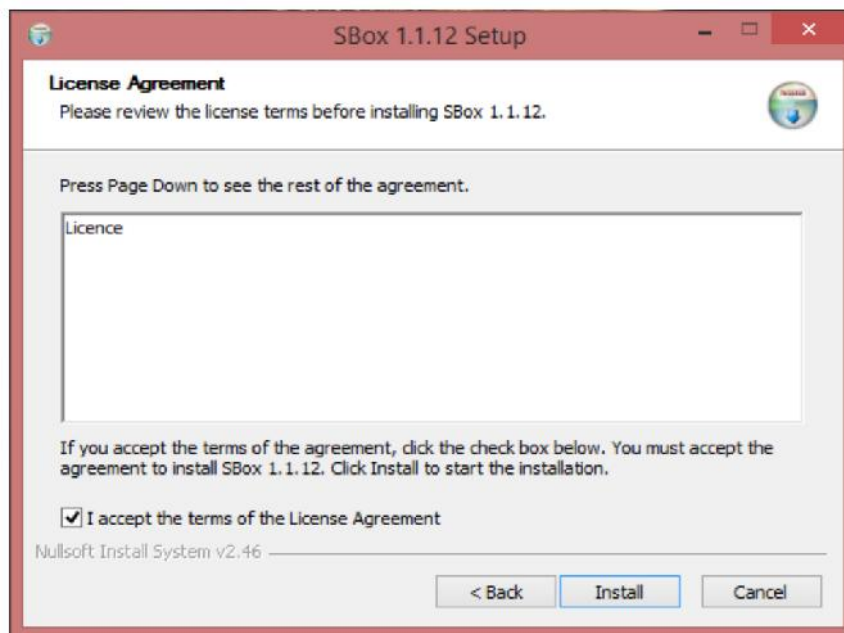 SBox 1.1.12 Setup
License Agreement
Please review the license terms before installing SBox 1.1.12.
Press Page Down to see the rest of the agreement.
Licence
If you accept the terms of the agreement, click the check box below. You must accept the
agreement to install SBox 1.1.12. Click Install to start the installation.
I accept the terms of the License Agreement
Nullsoft Install System v2.46
< Back
Install
Cancel